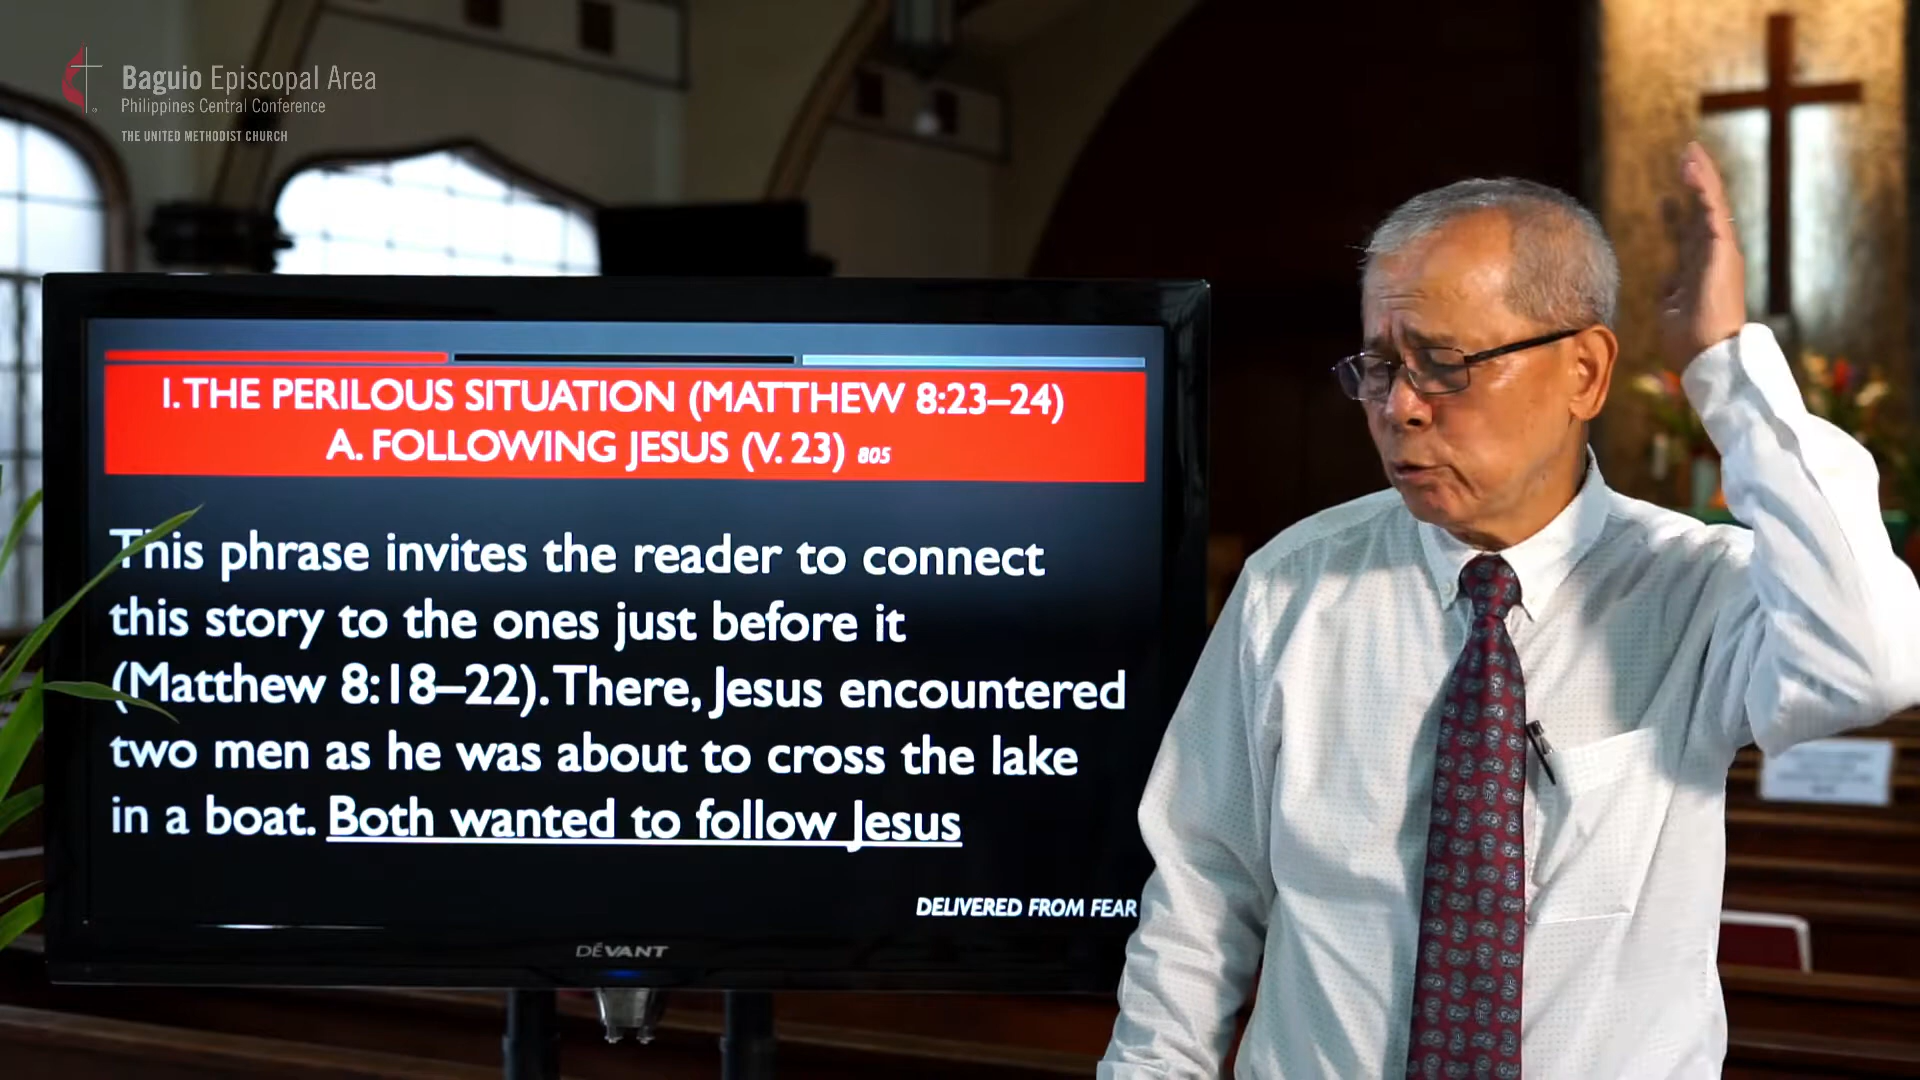 Baguio Episcopal Area
Philippines Central Conference
THE UNITED METHODIST CHURCH
I. THE PERILOUS SITUATION (MATTHEW 8:23–24)
A. FOLLOWING JESUS (V. 23) 805
This phrase invites the reader to connect
this story to the ones just before it
(Matthew 8:18–22). There, Jesus encountered
two men as he was about to cross the lake
in a boat. Both wanted to follow Jesus
DELIVERED FROM FEAR
DEVANT